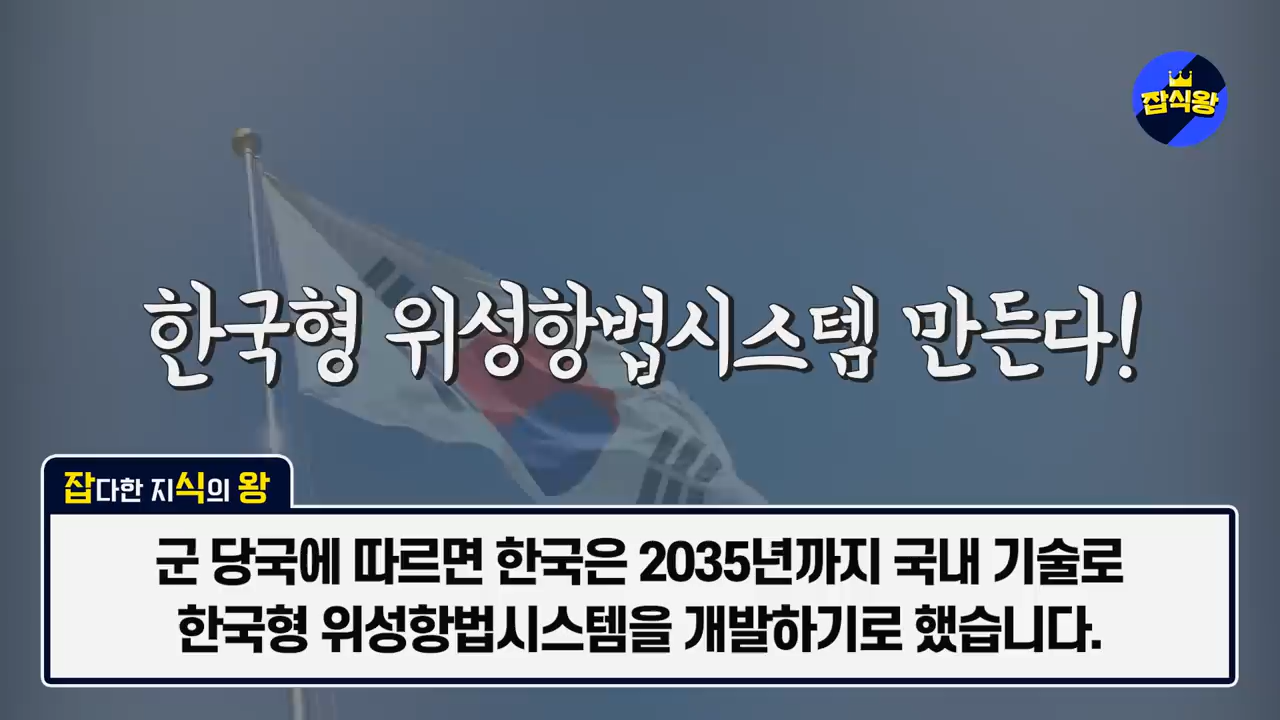 잡식왕
한국형 위성항법시스템 만든다!
잡다한 지식의 왕
군 당국에 따르면 한국은 2035년까지 국내 기술로
한국형 위성항법시스템을 개발하기로 했습니다.